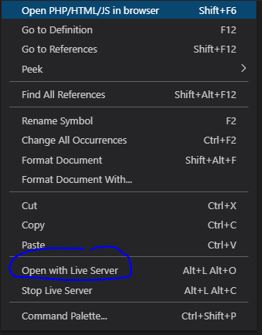 Open PHP/HTML/JS in browser Shift+F6
Go to Definition F12
Go to References Shift+F12
Peek
Find All References Shift+Alt+F12
Rename Symbol F2
Change All Occurrences Ctrl+F2
Format Document Shift+Alt+F
Format Document With...
Cut Ctrl+X
Copy Ctrl+C
Paste Ctrl+V
Open with Live Server Alt+L Alt+O
Stop Live Server Alt+L Alt+C
Command Palette... Ctrl+Shift+P